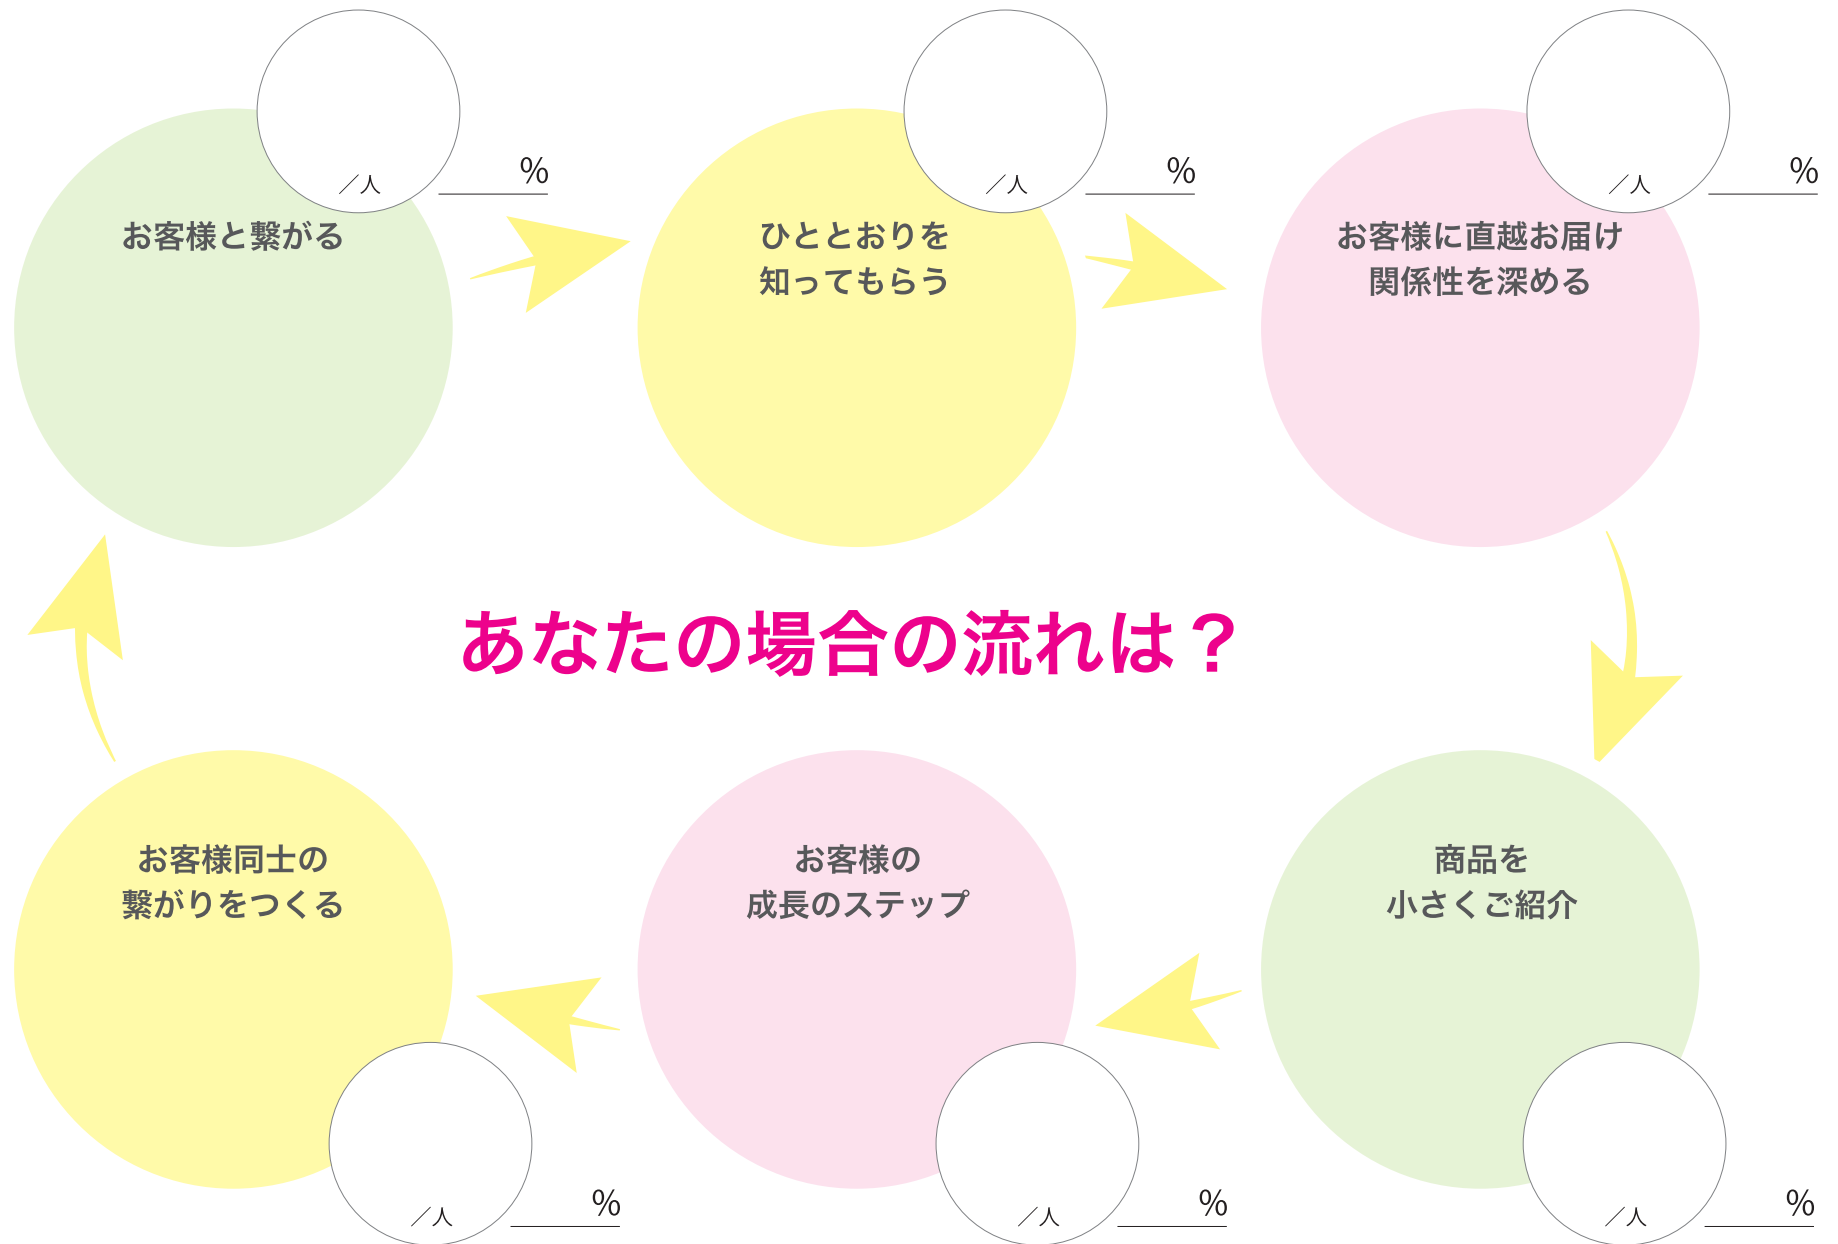 ／人
％
お客様と繋がる
／人
％
ひととおりを
知ってもらう
／人
％
お客様に直越お届け
関係性を深める
あなたの場合の流れは？
お客様同士の
繋がりをつくる
／人
％
お客様の
成長のステップ
／人
％
商品を
小さくご紹介
／人
％